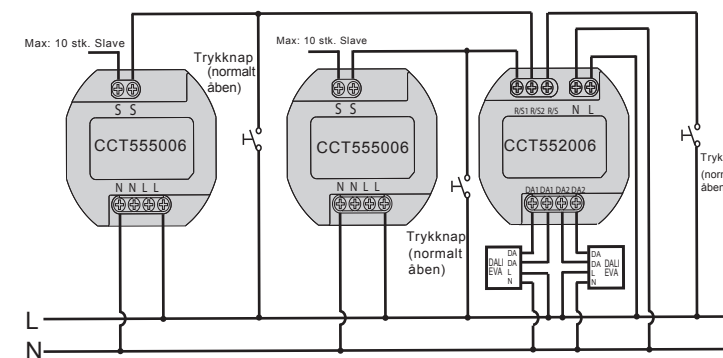 Max: 10 stk. Slave
Trykknap
(normalt
åben)
S S
CCT555006
N N L L
Max: 10 stk. Slave
S S
CCT555006
N N L L
Trykknap
(normalt
åben)
R/S1 R/S2 R/S N L
CCT552006
DA1 DA1 DA2 DA2
DALI
EVA
DA
DA
L
N
DA
DA
L
N
DALI
EVA
L
N